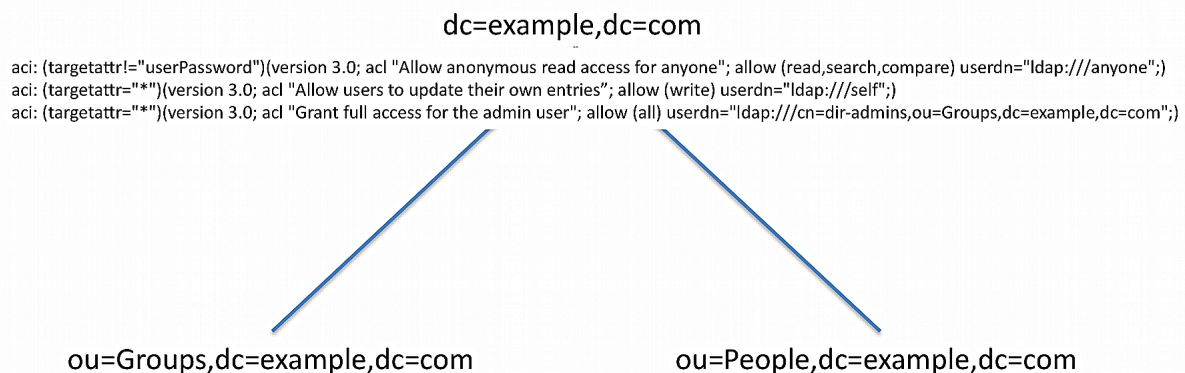 dc=example,dc=com
aci: (targetattr!="userPassword")(version 3.0; acl "Allow anonymous read access for anyone"; allow (read,search,compare) userdn="ldap:///anyone";)
aci: (targetattr="*")(version 3.0; acl "Allow users to update their own entries”; allow (write) userdn="ldap:///self";)
aci: (targetattr="*")(version 3.0; acl "Grant full access for the admin user"; allow (all) userdn="ldap:///cn=dir-admins,ou=Groups,dc=example,dc=com";)
ou=Groups,dc=example,dc=com
ou=People,dc=example,dc=com